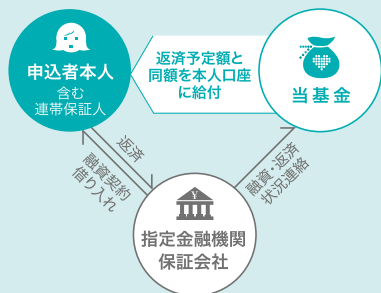 申込者本人
含む
連帯保証人
返済予定額と
同額を本人口座
に給付
当基金
返済
融資契約
借り入れ
融資・返済
状況連絡
¥
指定金融機関
保証会社